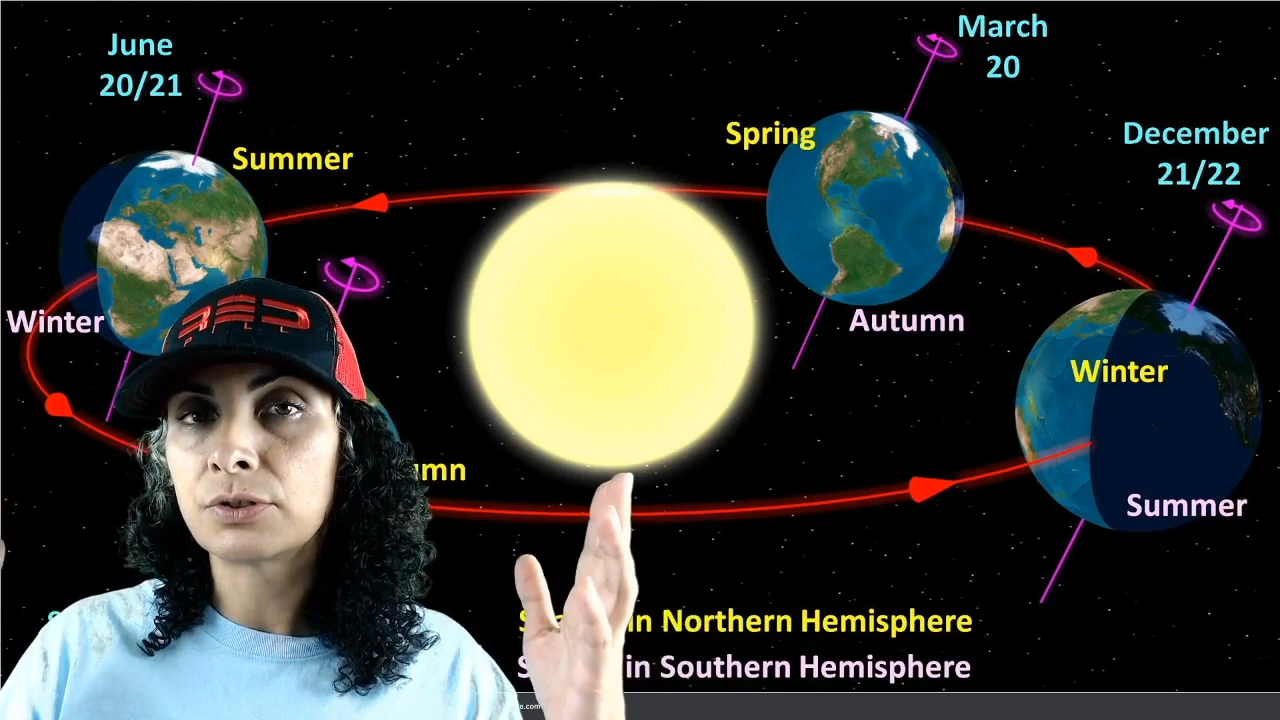 June
20/21
March
20
Summer
Spring
December
21/22
Winter
Autumn
Winter
Summer
RED
in Northern Hemisphere
in Southern Hemisphere